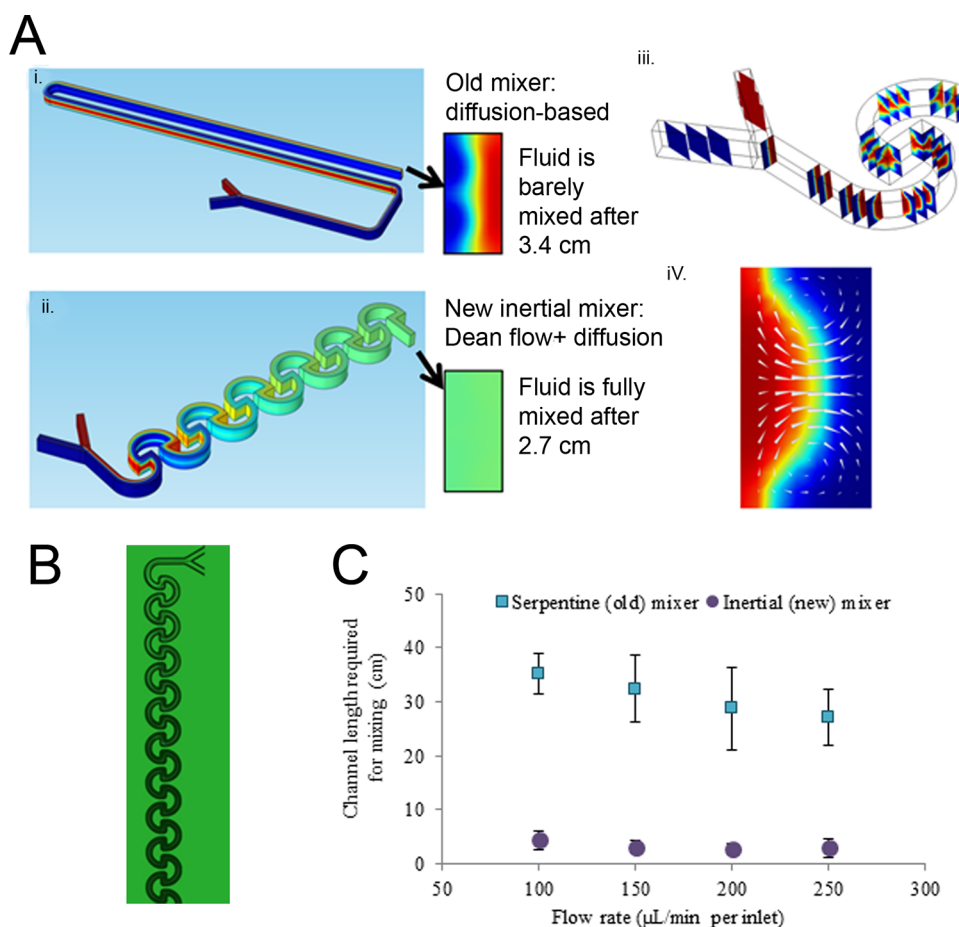 A
i.
Old mixer:
diffusion-based
Fluid is
barely
mixed after
3.4 cm
ii.
New inertial mixer:
Dean flow+ diffusion
Fluid is fully
mixed after
2.7 cm
iii.
iV.
B
C
Serpentine (old) mixer
Inertial (new) mixer
Channel length required
for mixing (cm)
50
40
30
20
10
0
50
100
150
200
250
300
Flow rate (µL/min per inlet)